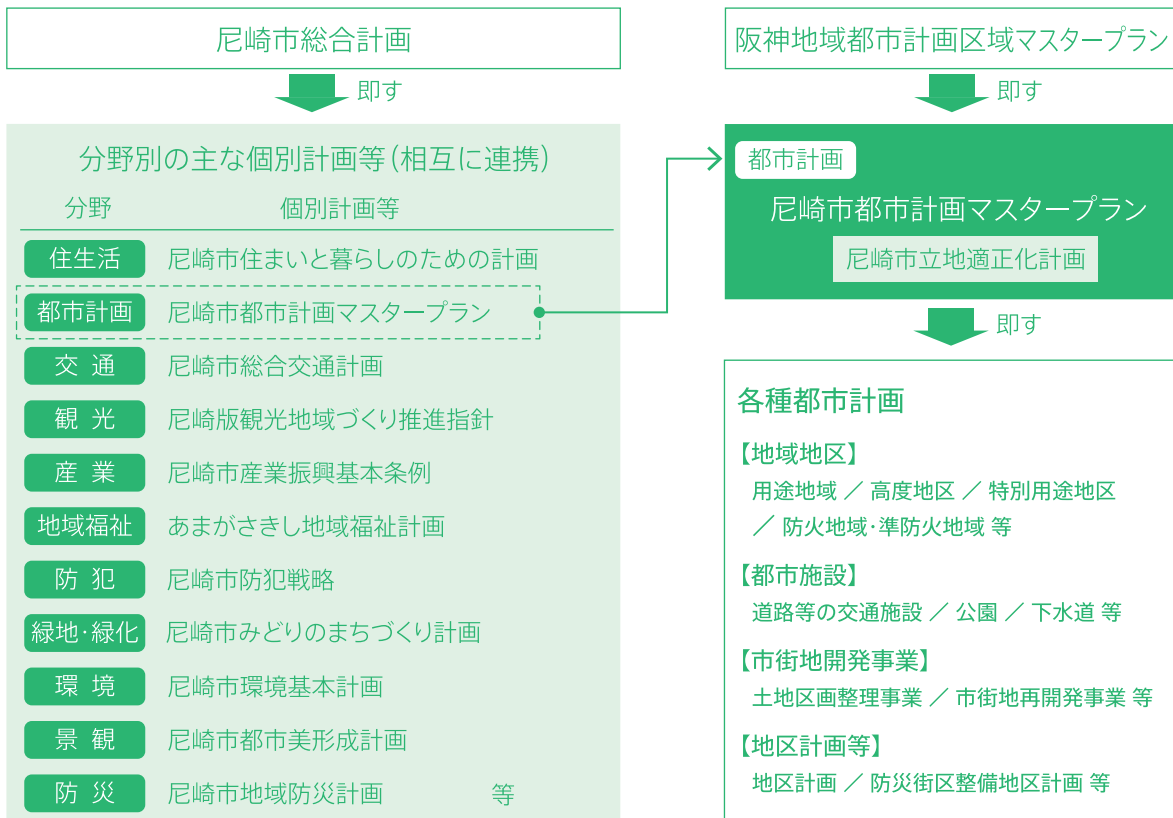 尼崎市総合計画
即す
分野別の主な個別計画等(相互に連携)
分野 個別計画等
住生活 尼崎市住まいと暮らしのための計画
都市計画 尼崎市都市計画マスタープラン
交通 尼崎市総合交通計画
観光 尼崎版観光地域づくり推進指針
産業 尼崎市産業振興基本条例
地域福祉 あまがさきし地域福祉計画
防犯 尼崎市防犯戦略
緑地・緑化 尼崎市みどりのまちづくり計画
環境 尼崎市環境基本計画
景観 尼崎市都市美形成計画
防災 尼崎市地域防災計画 等
阪神地域都市計画区域マスタープラン
即す
都市計画
尼崎市都市計画マスタープラン
尼崎市立地適正化計画
即す
各種都市計画
【地域地区】
用途地域 ／ 高度地区 ／ 特別用途地区
／ 防火地域・準防火地域 等
【都市施設】
道路等の交通施設 ／ 公園 ／ 下水道 等
【市街地開発事業】
土地区画整理事業 ／ 市街地再開発事業 等
【地区計画等】
地区計画 ／ 防災街区整備地区計画 等